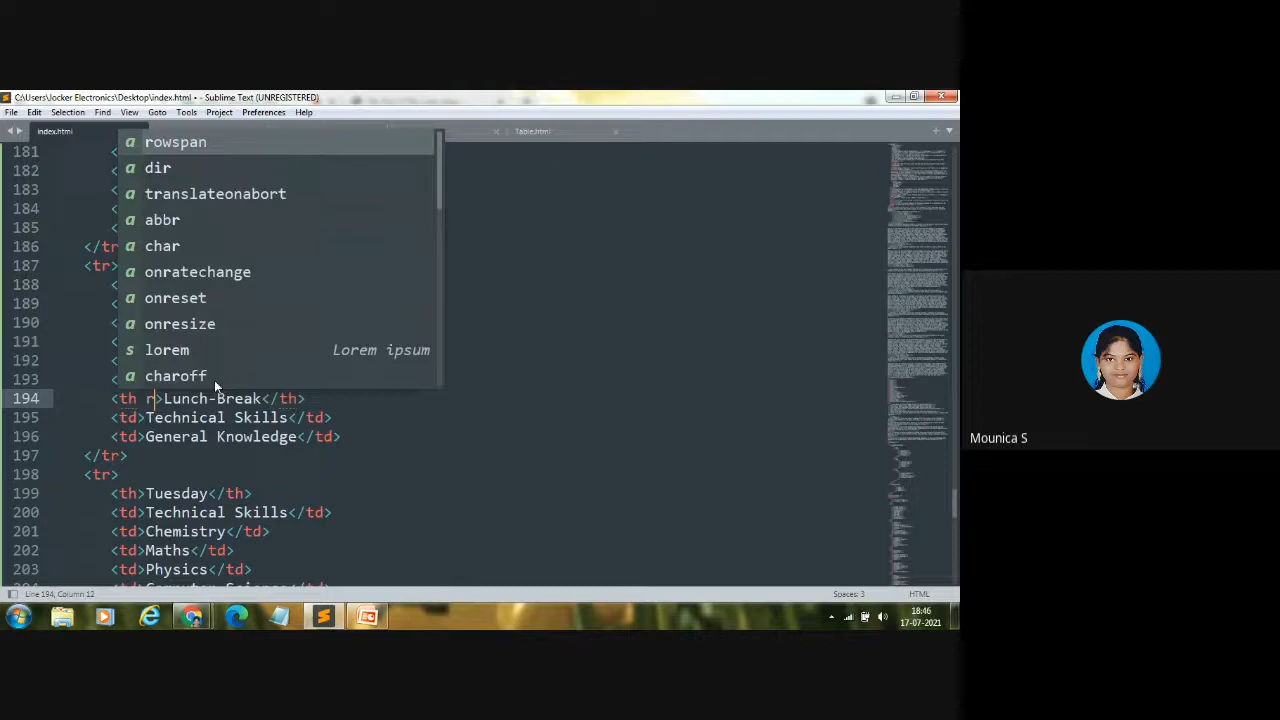 C:\Users\Jocker Electronics\Desktop\index.html • - Sublime Text (UNREGISTERED)
File Edit Selection Find View Goto Tools Project Preferences Help
index.html
Table.html
181 <
182 <
183 <
184 <
185 <
186 </tr
187 <tr>
188 <
189 <
190 <
191 <
192 <
193 <
a rowspan
a dir
a translatenabort
a abbr
a char
a onratechange
a onreset
a onresize
s lorem Lorem ipsum
a charoff
194 <th r>Lunch-Break</th>
195 <td>Technical Skills</td>
196 <td>General Knowledge</td>
197 </tr>
198 <tr>
199 <th>Tuesday</th>
200 <td>Technical Skills</td>
201 <td>Chemisrry</td>
202 <td>Maths</td>
203 <td>Physics</td>
Line 194, Column 12
Spaces: 3
HTML
18:46
17-07-2021
Mounica S